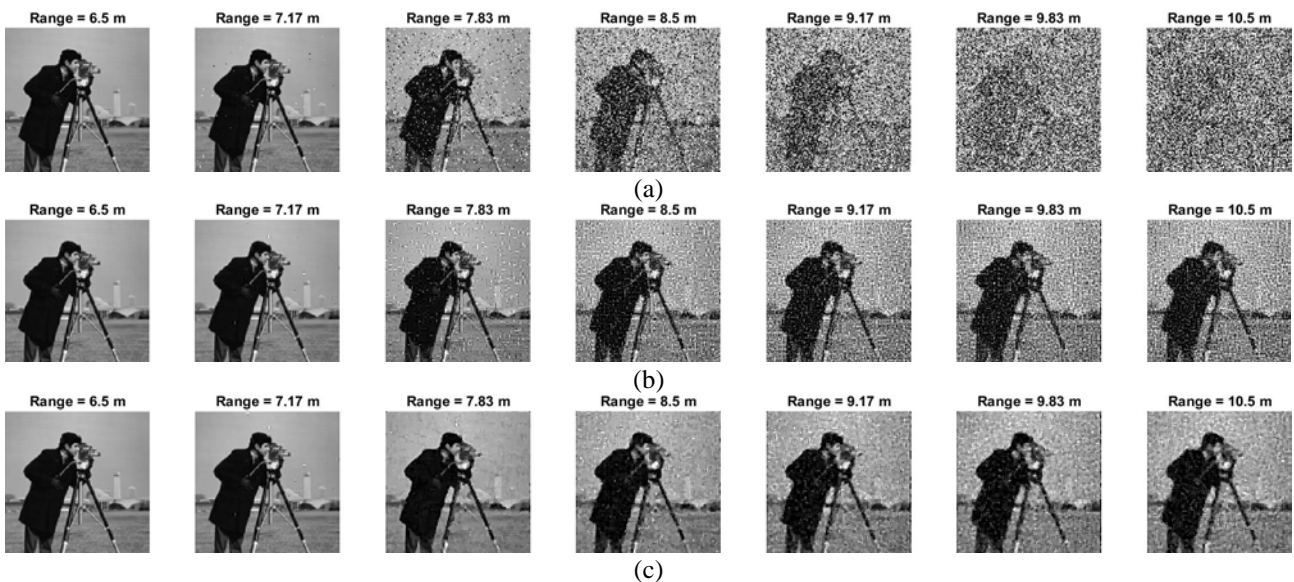 Range = 6.5 m Range = 7.17 m Range = 7.83 m Range = 8.5 m Range = 9.17 m Range = 9.83 m Range = 10.5 m
(a)
Range = 6.5 m Range = 7.17 m Range = 7.83 m Range = 8.5 m Range = 9.17 m Range = 9.83 m Range = 10.5 m
(b)
Range = 6.5 m Range = 7.17 m Range = 7.83 m Range = 8.5 m Range = 9.17 m Range = 9.83 m Range = 10.5 m
(c)